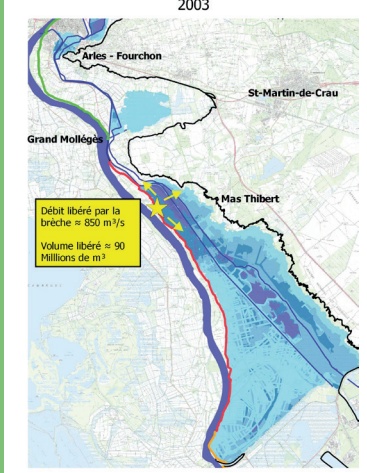 2003
Arles - Fourchon
St-Martin-de-Crau
Grand Mollégès
Mas Thibert
Débit libéré par la
brèche ≈ 850 m³/s
Volume libéré ≈ 90
Millions de m³